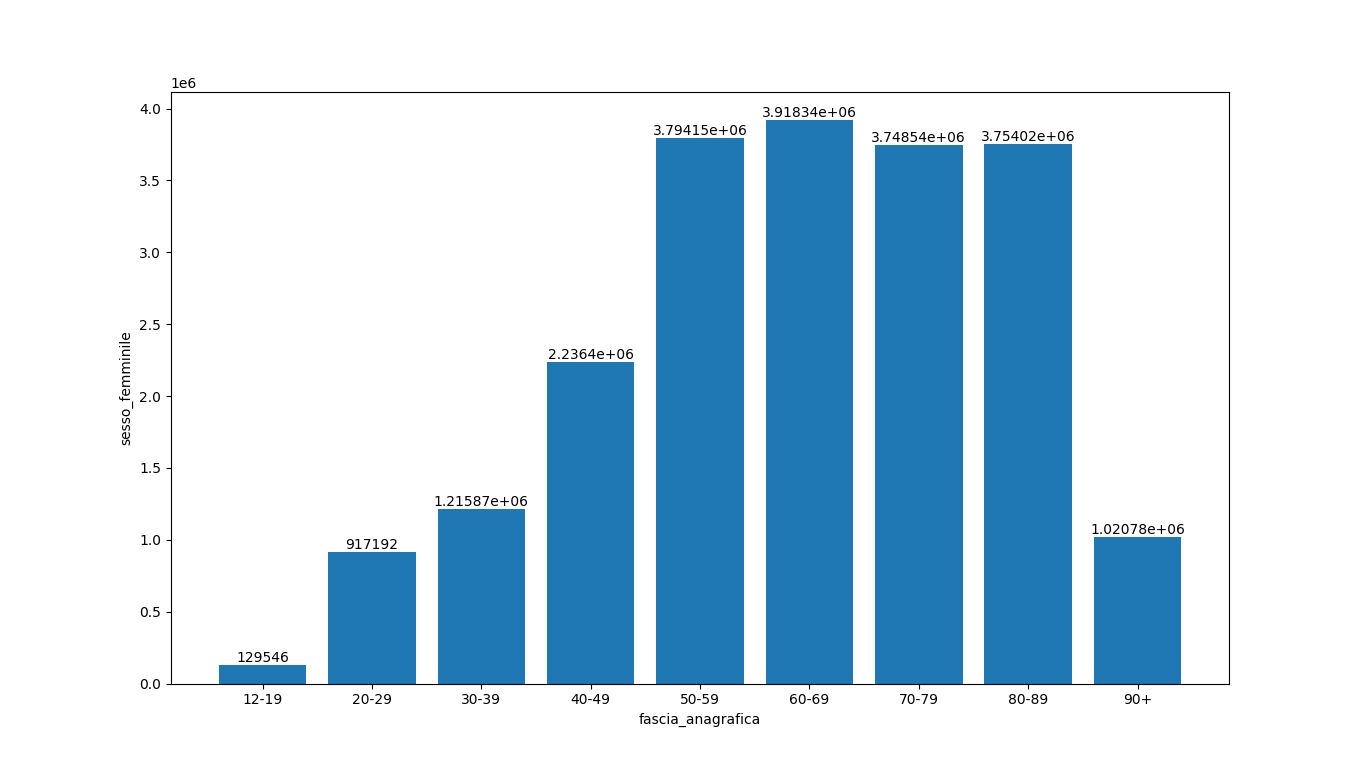 1e6
4.0
3.5
3.0
2.5
2.0
1.5
1.0
0.5
0.0
sesso_femminile
129546
917192
1.21587e+06
2.2364e+06
3.79415e+06
3.91834e+06
3.74854e+06
3.75402e+06
1.02078e+06
12-19
20-29
30-39
40-49
50-59
60-69
70-79
80-89
90+
fascia_anagrafica